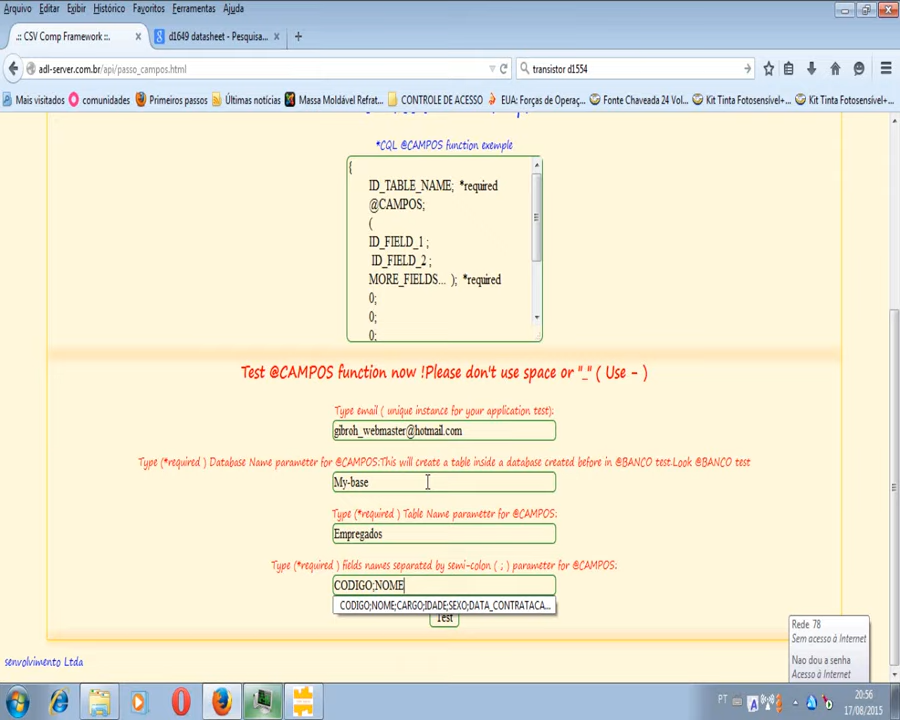 Arquivo Editar Exibir Histórico Favoritos Ferramentas Ajuda
.:: CSV Comp Framework ::. × d1649 datasheet - Pesquisa... × +
adl-server.com.br/api/passo_campos.html transistor d1554
Mais visitados comunidades Primeiros passos Últimas notícias Massa Moldável Refrat... CONTROLE DE ACESSO EUA: Forças de Operaç... Fonte Chaveada 24 Vol... Kit Tinta Fotosensível+... Kit Tinta Fotosensível+...
*CQL @CAMPOS function exemple
{
ID_TABLE_NAME; *required
@CAMPOS;
(
ID_FIELD_1 ;
ID_FIELD_2 ;
MORE_FIELDS... ); *required
0;
0;
0;
Test @CAMPOS function now !Please don't use space or "_" ( Use - )
Type email ( unique instance for your application test):
gibroh_webmaster@hotmail.com
Type (*required ) Database Name parameter for @CAMPOS:This will create a table inside a database created before in @BANCO test.Look @BANCO test
My-base
Type (*required ) Table Name parameter for @CAMPOS:
Empregados
Type (*required ) fields names separated by semi-colon ( ; ) parameter for @CAMPOS:
CODIGO;NOME
CODIGO;NOME;CARGO;IDADE;SEXO;DATA_CONTRATACA...
Test
Rede 78
Sem acesso à Internet
Nao dou a senha
Acesso à Internet
senvolvimento Ltda
PT 20:56
17/08/2015